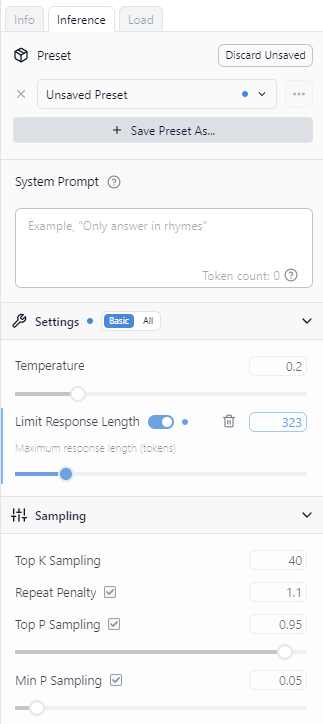 Info Inference Load
Preset Discard Unsaved
Unsaved Preset
Save Preset As...
System Prompt
Example, "Only answer in rhymes"
Token count: 0
Settings Basic All
Temperature 0.2
Limit Response Length 323
Maximum response length (tokens)
Sampling
Top K Sampling 40
Repeat Penalty 1.1
Top P Sampling 0.95
Min P Sampling 0.05